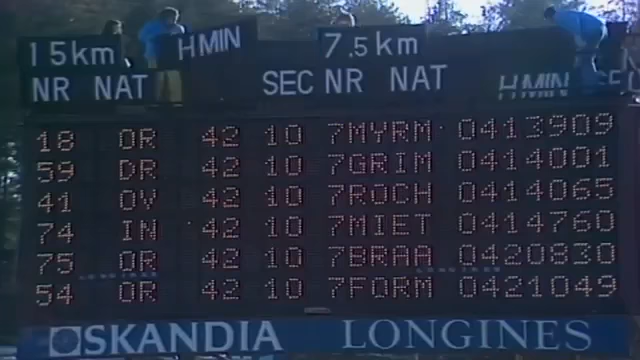 15km HMIN 7,5km
NR NAT SEC NR NAT HMIN SEC N
18 OR 42 10 7MYRM 0413909
59 DR 42 10 7GRIM 0414001
41 OV 42 10 7ROCH 0414065
74 IN 42 10 7MIET 0414760
75 OR 42 10 7BRAA 0420830
54 OR 42 10 7FORM 0421049
SKANDIA LONGINES